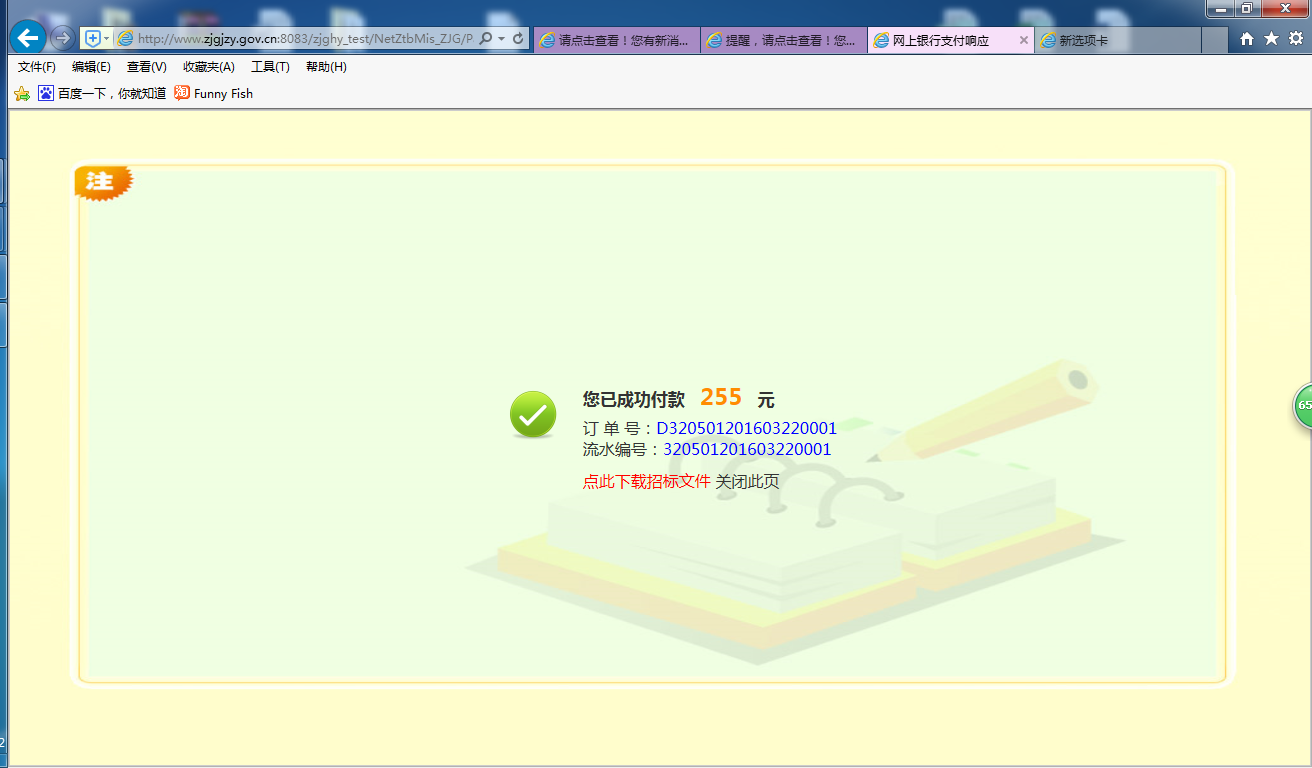 http://www.zjgjzy.gov.cn:8083/zjghy_test/NetZtbMis_ZJG/P
请点击查看！您有新消...
提醒，请点击查看！您...
网上银行支付响应
新选项卡
文件(F) 编辑(E) 查看(V) 收藏夹(A) 工具(T) 帮助(H)
百度一下，你就知道 淘 Funny Fish
注
您已成功付款 255 元
订 单 号：D320501201603220001
流水编号：320501201603220001
点此下载招标文件 关闭此页
65
2